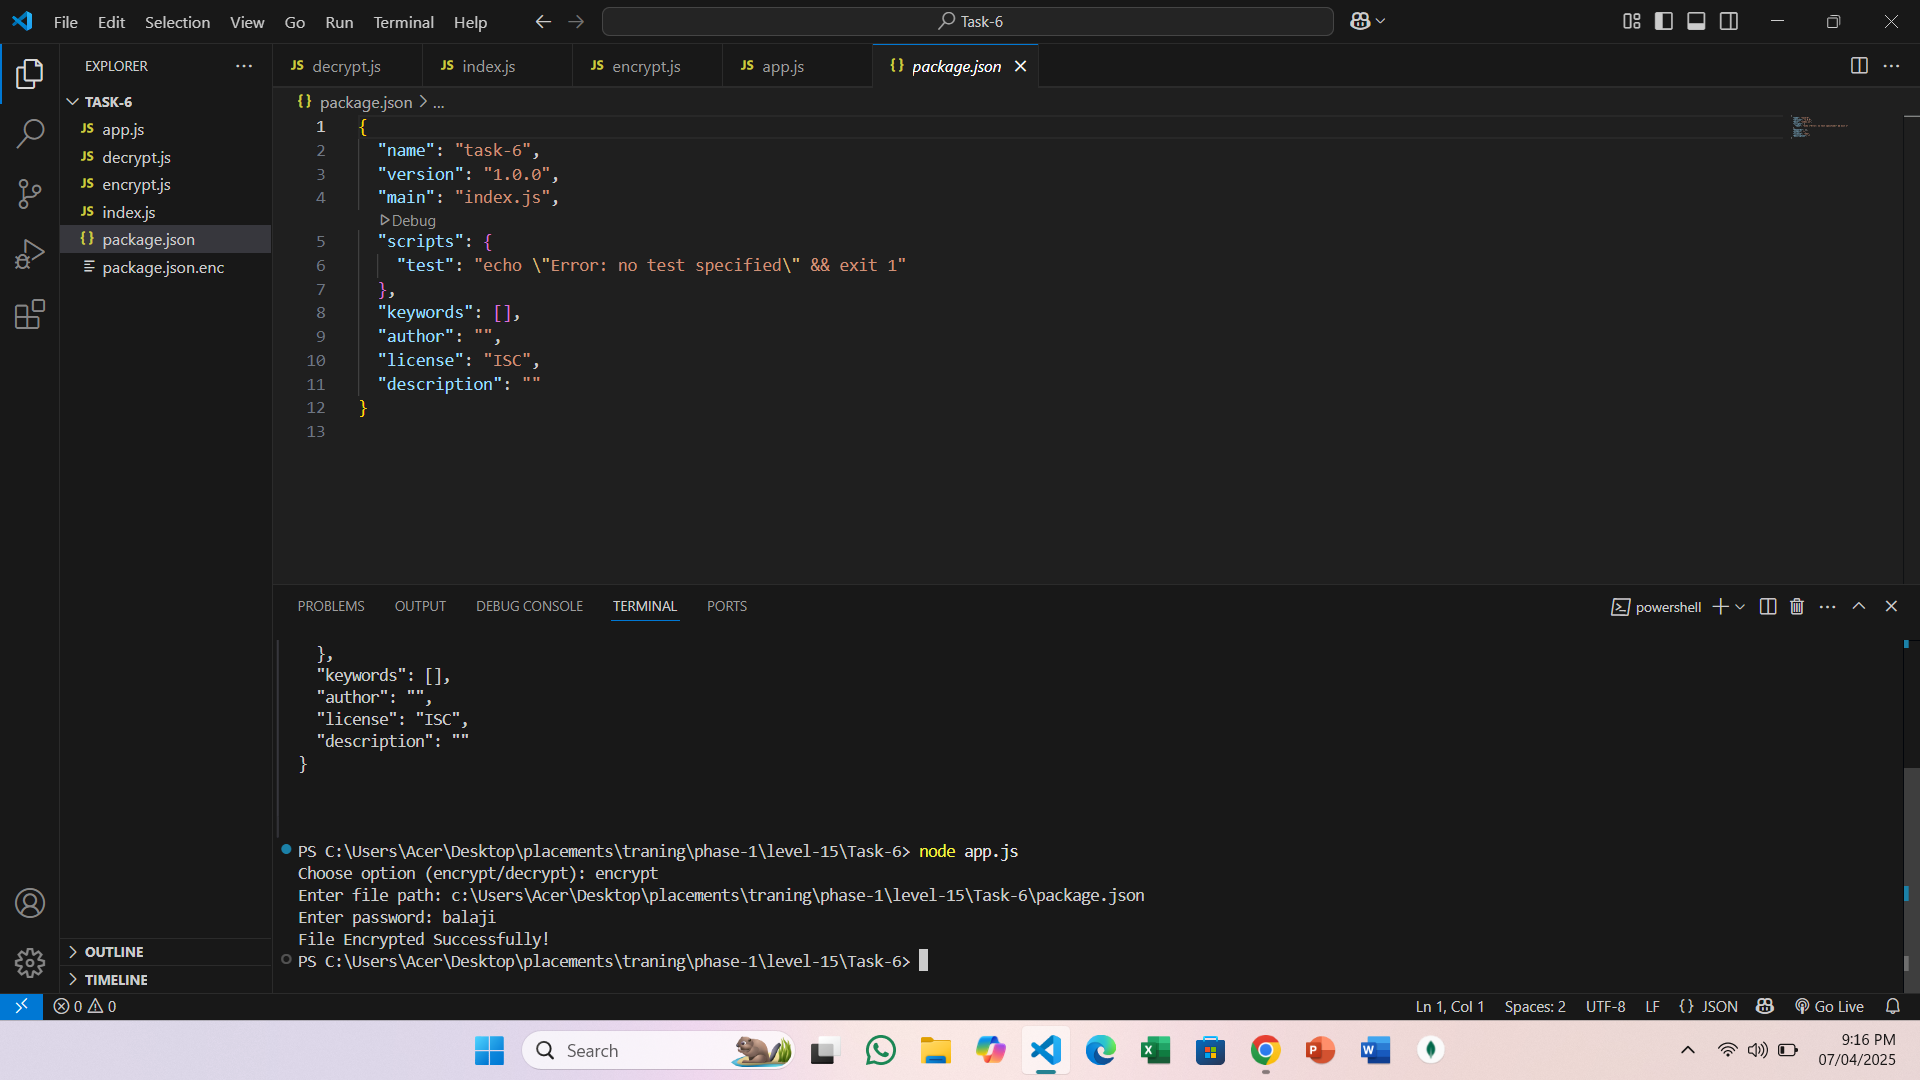 File Edit Selection View Go Run Terminal Help
Task-6
EXPLORER
TASK-6
JS app.js
JS decrypt.js
JS encrypt.js
JS index.js
{} package.json
package.json.enc
OUTLINE
TIMELINE
JS decrypt.js JS index.js JS encrypt.js JS app.js {} package.json
{} package.json > ...
1 {
2 "name": "task-6",
3 "version": "1.0.0",
4 "main": "index.js",
Debug
5 "scripts": {
6 "test": "echo \"Error: no test specified\" && exit 1"
7 },
8 "keywords": [],
9 "author": "",
10 "license": "ISC",
11 "description": ""
12 }
13
PROBLEMS OUTPUT DEBUG CONSOLE TERMINAL PORTS
powershell
},
"keywords": [],
"author": "",
"license": "ISC",
"description": ""
}
PS C:\Users\Acer\Desktop\placements\traning\phase-1\level-15\Task-6> node app.js
Choose option (encrypt/decrypt): encrypt
Enter file path: c:\Users\Acer\Desktop\placements\traning\phase-1\level-15\Task-6\package.json
Enter password: balaji
File Encrypted Successfully!
PS C:\Users\Acer\Desktop\placements\traning\phase-1\level-15\Task-6>
0 0
Ln 1, Col 1 Spaces: 2 UTF-8 LF {} JSON Go Live
Search
9:16 PM
07/04/2025